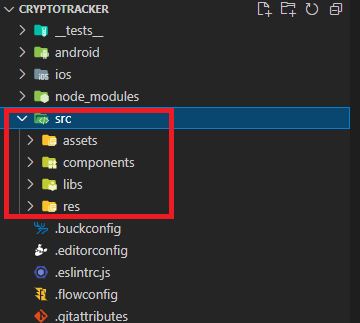 CRYPTOTRACKER
__tests__
android
ios
node_modules
src
assets
components
libs
res
.buckconfig
.editorconfig
.eslintrc.js
.flowconfig
.gitattributes